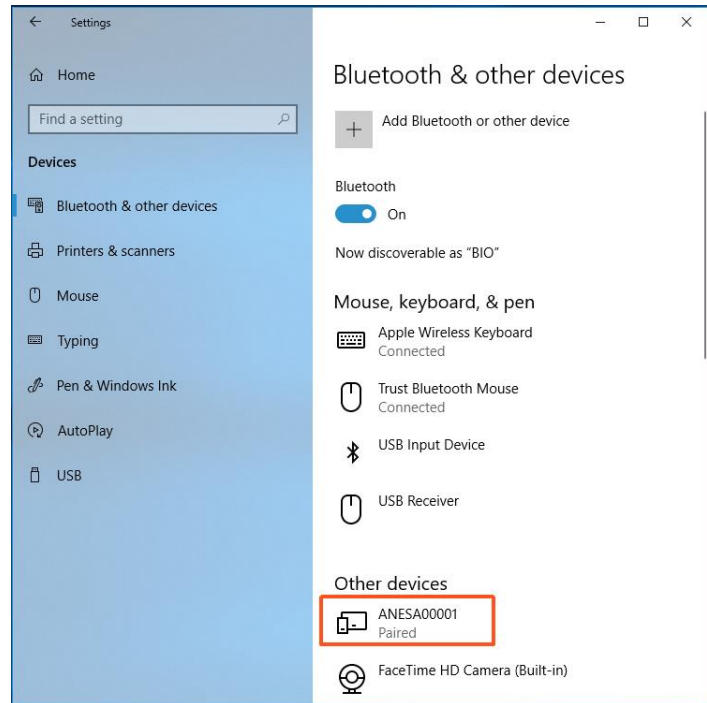 Settings
Home
Find a setting
Devices
Bluetooth & other devices
Printers & scanners
Mouse
Typing
Pen & Windows Ink
AutoPlay
USB
Bluetooth & other devices
Add Bluetooth or other device
Bluetooth
On
Now discoverable as “BIO”
Mouse, keyboard, & pen
Apple Wireless Keyboard
Connected
Trust Bluetooth Mouse
Connected
USB Input Device
USB Receiver
Other devices
ANESA00001
Paired
FaceTime HD Camera (Built-in)